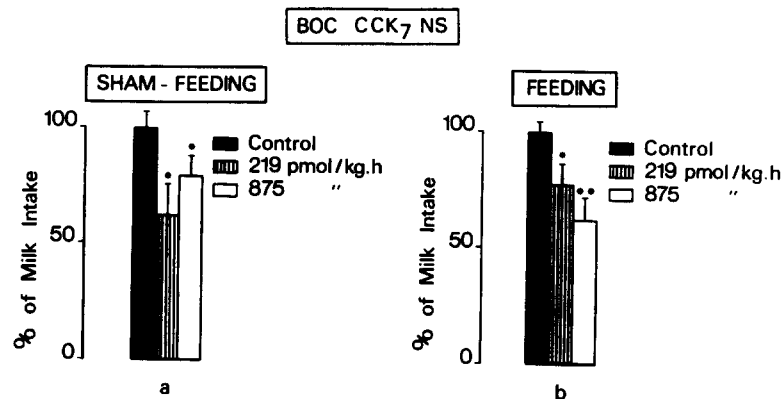 BOC CCK7 NS
SHAM - FEEDING
% of Milk Intake
100
50
0
Control
219 pmol/kg.h
875 "
a
FEEDING
% of Milk Intake
100
50
0
Control
219 pmol/kg.h
875 "
b